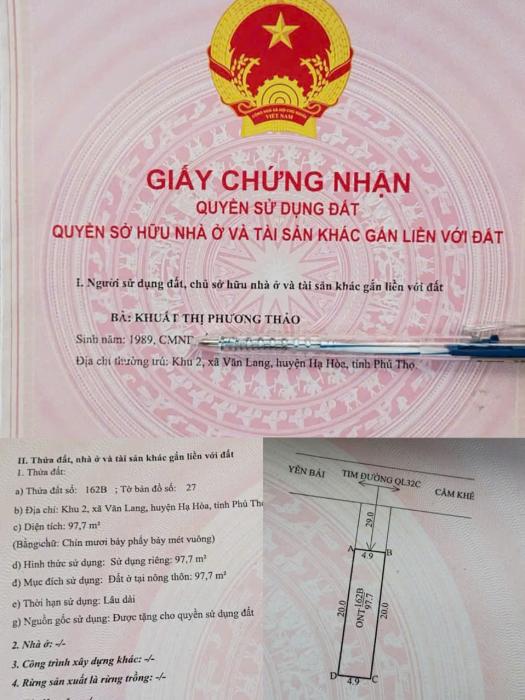 VIỆT NAM
GIẤY CHỨNG NHẬN
QUYỀN SỬ DỤNG ĐẤT
QUYỀN SỞ HỮU NHÀ Ở VÀ TÀI SẢN KHÁC GẮN LIỀN VỚI ĐẤT
I. Người sử dụng đất, chủ sở hữu nhà ở và tài sản khác gắn liền với đất
BÀ: KHUẤT THỊ PHƯƠNG THẢO
Sinh năm: 1989, CMND
Địa chỉ thường trú: Khu 2, xã Văn Lang, huyện Hạ Hòa, tỉnh Phú Thọ.
II. Thửa đất, nhà ở và tài sản khác gắn liền với đất
1. Thửa đất:
a) Thửa đất số: 162B ; Tờ bản đồ số: 27
b) Địa chỉ: Khu 2, xã Văn Lang, huyện Hạ Hòa, tỉnh Phú Thọ
c) Diện tích: 97,7 m²
(Bằng chữ: Chín mươi bảy phẩy bảy mét vuông)
d) Hình thức sử dụng: Sử dụng riêng: 97,7 m²
đ) Mục đích sử dụng: Đất ở tại nông thôn: 97,7 m²
e) Thời hạn sử dụng: Lâu dài
g) Nguồn gốc sử dụng: Được tặng cho quyền sử dụng đất
2. Nhà ở: -/-
3. Công trình xây dựng khác: -/-
4. Rừng sản xuất là rừng trồng: -/-
YÊN BÁI TIM ĐƯỜNG QL32C CẨM KHÊ
29.0
A B
4.9
20.0 ONT 162B 97.7 20.0
D C
4.9